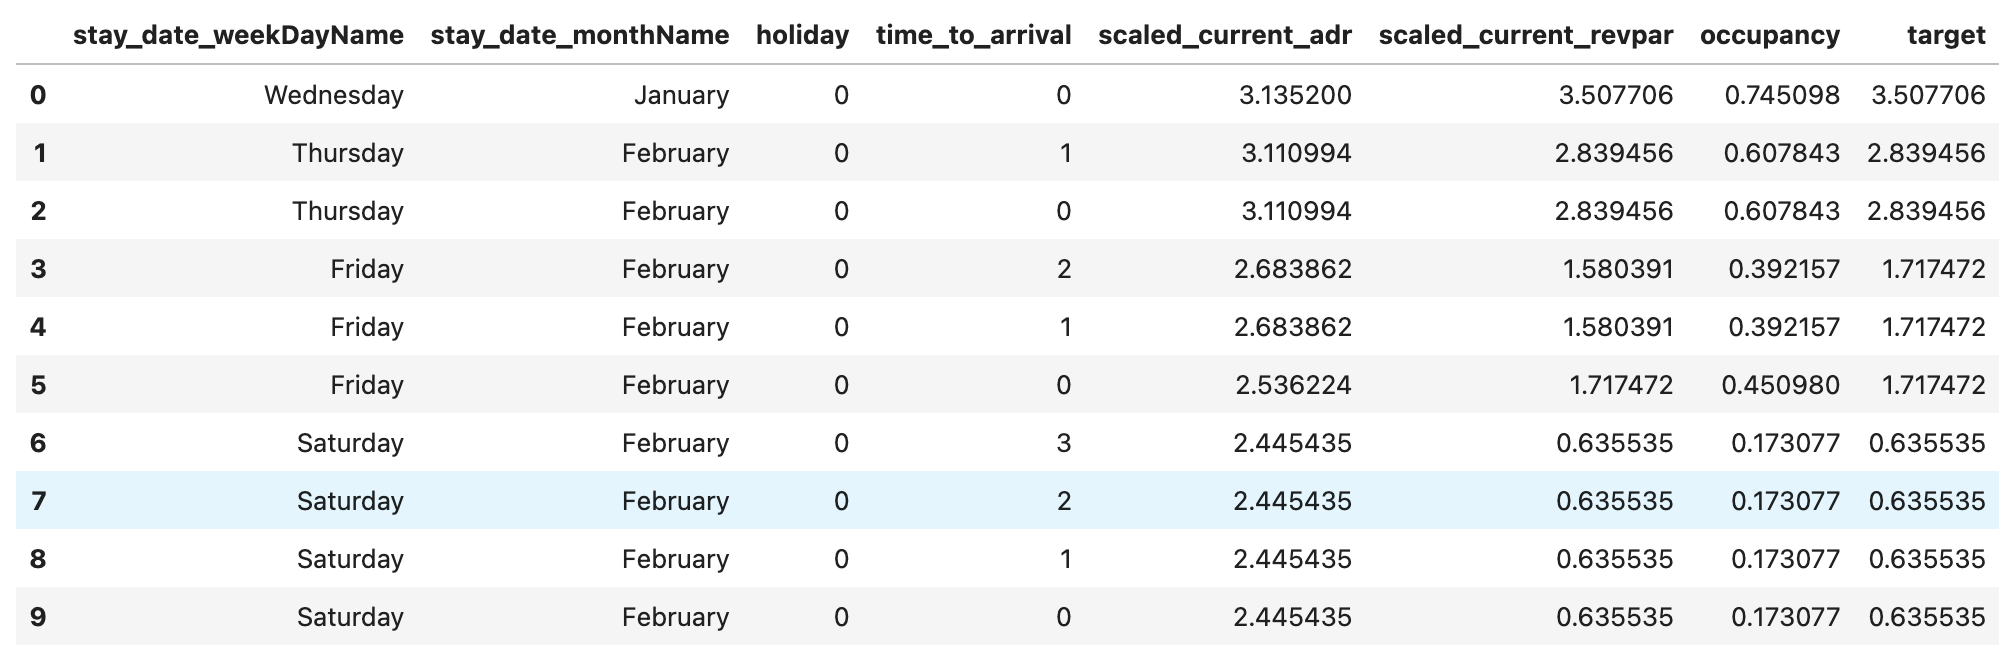 stay_date_weekDayName stay_date_monthName holiday time_to_arrival scaled_current_adr scaled_current_revpar occupancy target
0 Wednesday January 0 0 3.135200 3.507706 0.745098 3.507706
1 Thursday February 0 1 3.110994 2.839456 0.607843 2.839456
2 Thursday February 0 0 3.110994 2.839456 0.607843 2.839456
3 Friday February 0 2 2.683862 1.580391 0.392157 1.717472
4 Friday February 0 1 2.683862 1.580391 0.392157 1.717472
5 Friday February 0 0 2.536224 1.717472 0.450980 1.717472
6 Saturday February 0 3 2.445435 0.635535 0.173077 0.635535
7 Saturday February 0 2 2.445435 0.635535 0.173077 0.635535
8 Saturday February 0 1 2.445435 0.635535 0.173077 0.635535
9 Saturday February 0 0 2.445435 0.635535 0.173077 0.635535